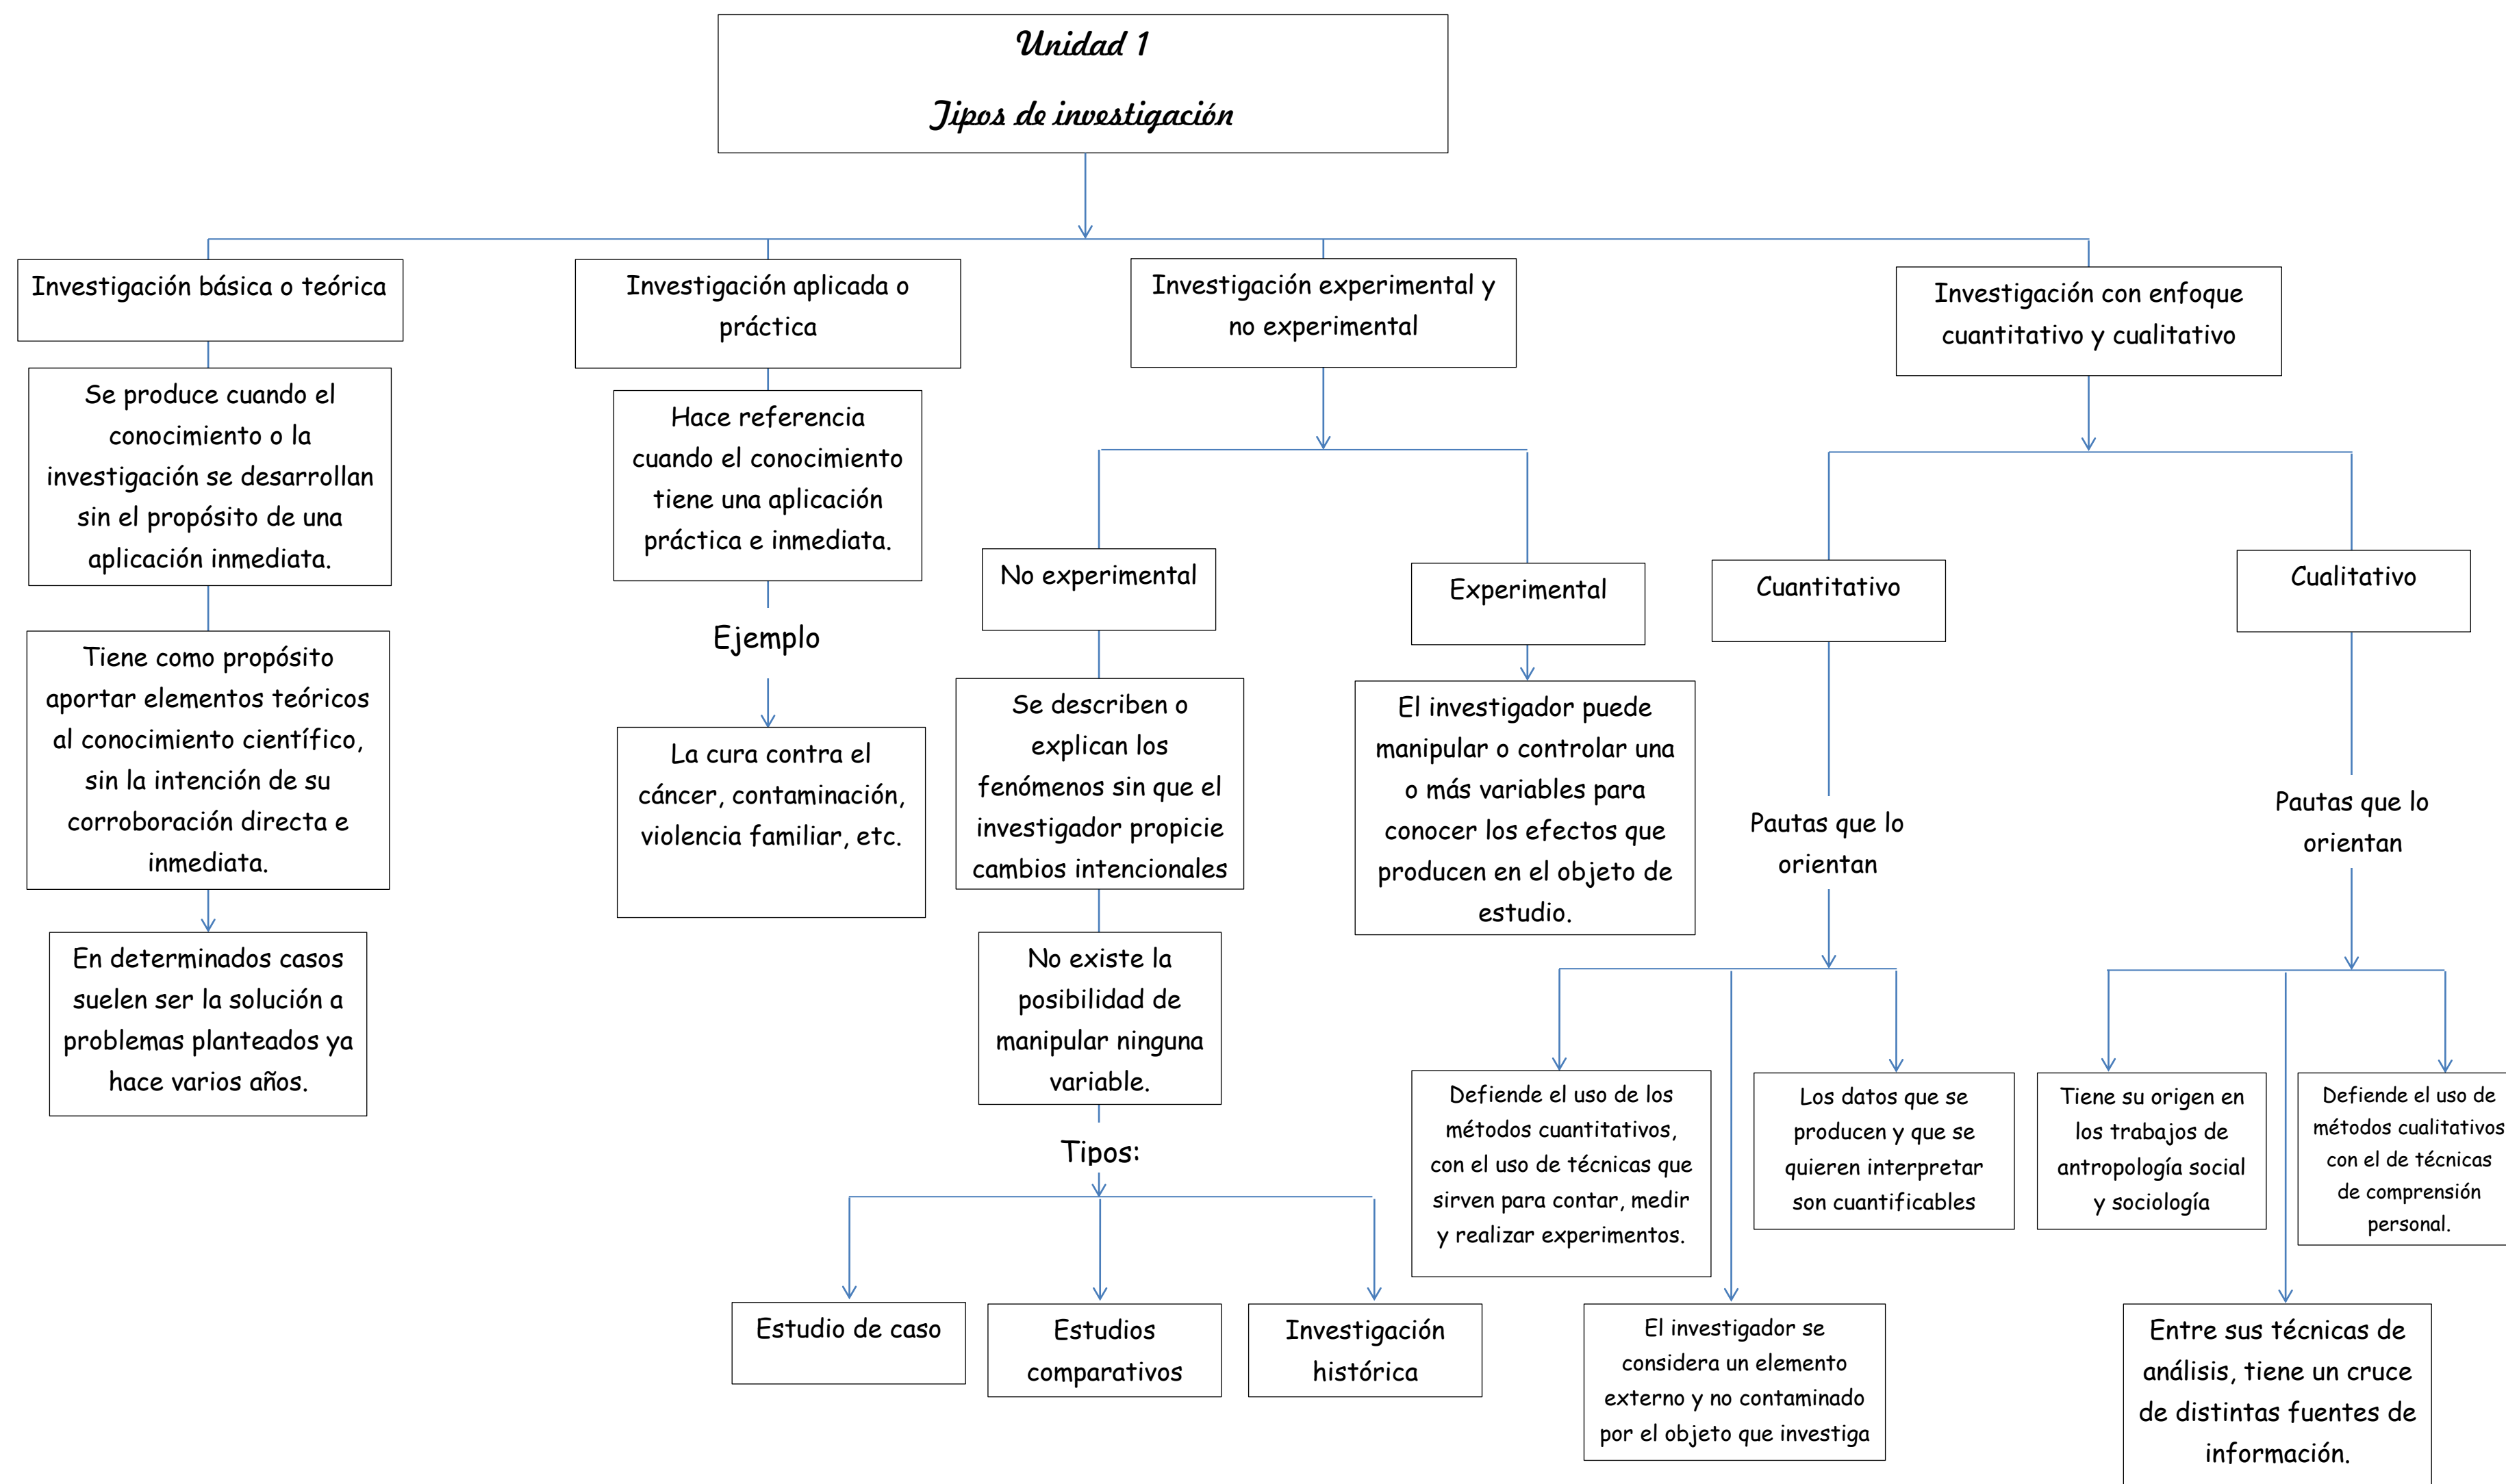 Unidad 1
Tipos de investigación
Investigación básica o teórica
Se produce cuando el
conocimiento o la
investigación se desarrollan
sin el propósito de una
aplicación inmediata.
Tiene como propósito
aportar elementos teóricos
al conocimiento científico,
sin la intención de su
corroboración directa e
inmediata.
En determinados casos
suelen ser la solución a
problemas planteados ya
hace varios años.
Investigación aplicada o
práctica
Hace referencia
cuando el conocimiento
tiene una aplicación
práctica e inmediata.
Ejemplo
La cura contra el
cáncer, contaminación,
violencia familiar, etc.
Investigación experimental y
no experimental
No experimental
Se describen o
explican los
fenómenos sin que el
investigador propicie
cambios intencionales
No existe la
posibilidad de
manipular ninguna
variable.
Tipos:
Estudio de caso
Estudios
comparativos
Investigación
histórica
Experimental
El investigador puede
manipular o controlar una
o más variables para
conocer los efectos que
producen en el objeto de
estudio.
Investigación con enfoque
cuantitativo y cualitativo
Cuantitativo
Pautas que lo
orientan
Defiende el uso de los
métodos cuantitativos,
con el uso de técnicas que
sirven para contar, medir
y realizar experimentos.
El investigador se
considera un elemento
externo y no contaminado
por el objeto que investiga
Los datos que se
producen y que se
quieren interpretar
son cuantificables
Cualitativo
Pautas que lo
orientan
Tiene su origen en
los trabajos de
antropología social
y sociología
Entre sus técnicas de
análisis, tiene un cruce
de distintas fuentes de
información.
Defiende el uso de
métodos cualitativos
con el de técnicas
de comprensión
personal.